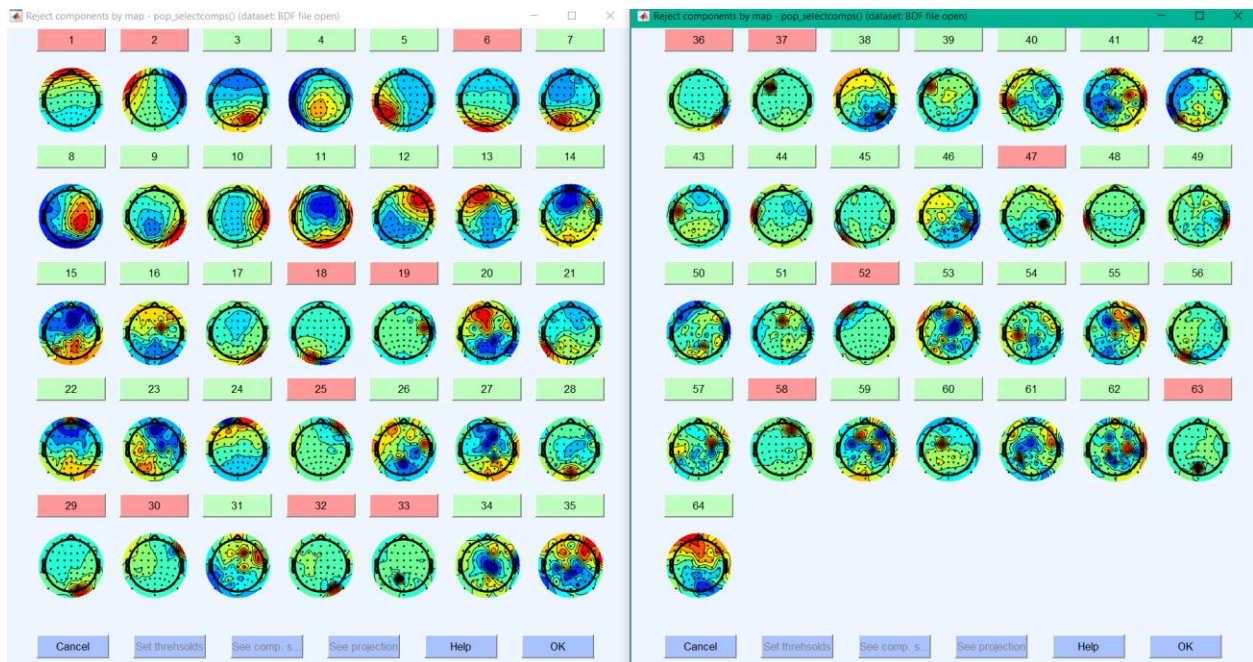 Reject components by map - pop_selectcomps() (dataset: BDF file open)
1 2 3 4 5 6 7
8 9 10 11 12 13 14
15 16 17 18 19 20 21
22 23 24 25 26 27 28
29 30 31 32 33 34 35
Cancel Set threhsolds See comp. s... See projection Help OK
Reject components by map - pop_selectcomps() (dataset: BDF file open)
36 37 38 39 40 41 42
43 44 45 46 47 48 49
50 51 52 53 54 55 56
57 58 59 60 61 62 63
64
Cancel Set threhsolds See comp. s... See projection Help OK